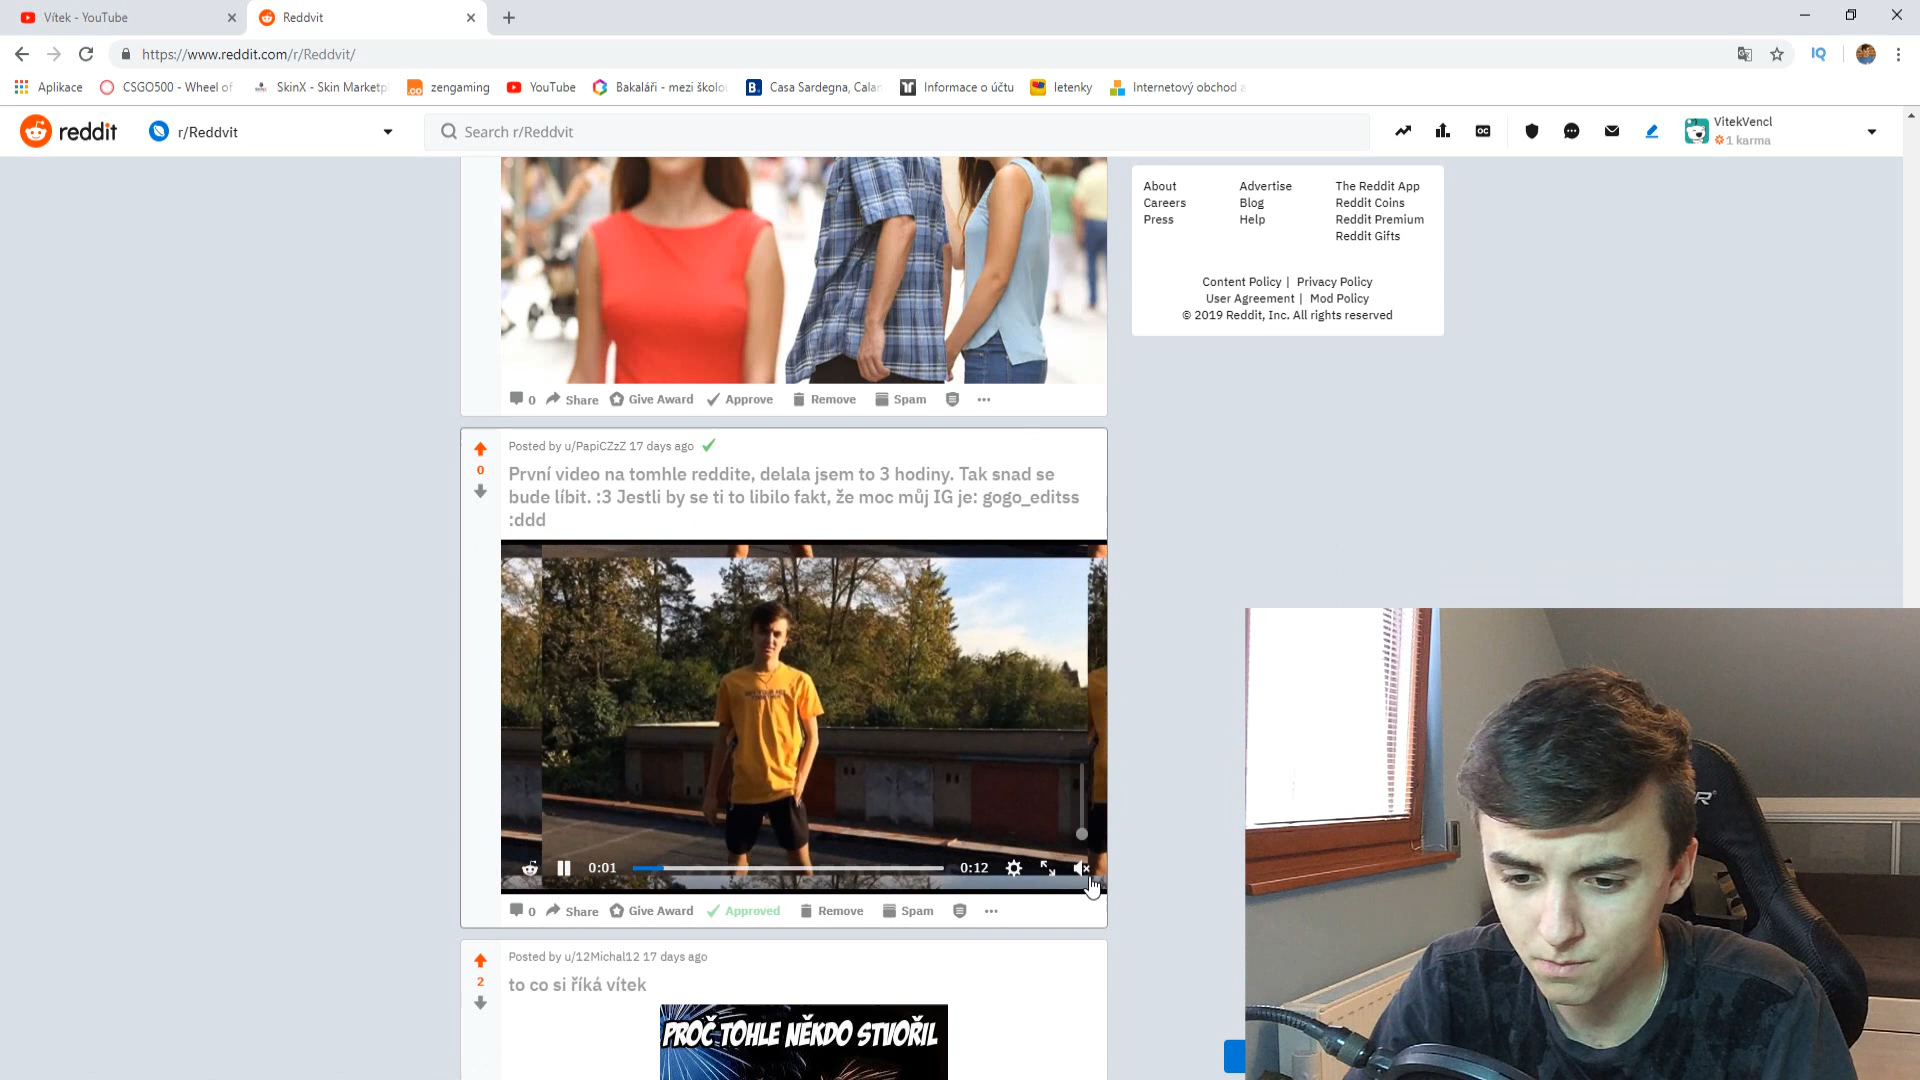 Vítek - YouTube
Reddvit
https://www.reddit.com/r/Reddvit/
IQ
Aplikace
CSGO500 - Wheel of
SkinX - Skin Marketp
zengaming
YouTube
Bakaláři - mezi školo
Casa Sardegna, Cala
Informace o účtu
letenky
Internetový obchod
reddit
r/Reddvit
Search r/Reddvit
OC
VitekVencl
1 karma
About
Advertise
The Reddit App
Careers
Blog
Reddit Coins
Press
Help
Reddit Premium
Reddit Gifts
Content Policy | Privacy Policy
User Agreement | Mod Policy
© 2019 Reddit, Inc. All rights reserved
0 Share Give Award Approve Remove Spam
Posted by u/PapiCZzZ 17 days ago
0
První video na tomhle reddite, delala jsem to 3 hodiny. Tak snad se
bude líbit. :3 Jestli by se ti to libilo fakt, že moc můj IG je: gogo_editss
:ddd
0:01
0:12
0 Share Give Award Approved Remove Spam
Posted by u/12Michal12 17 days ago
2
to co si říká vítek
PROČ TOHLE NĚKDO STVOŘIL